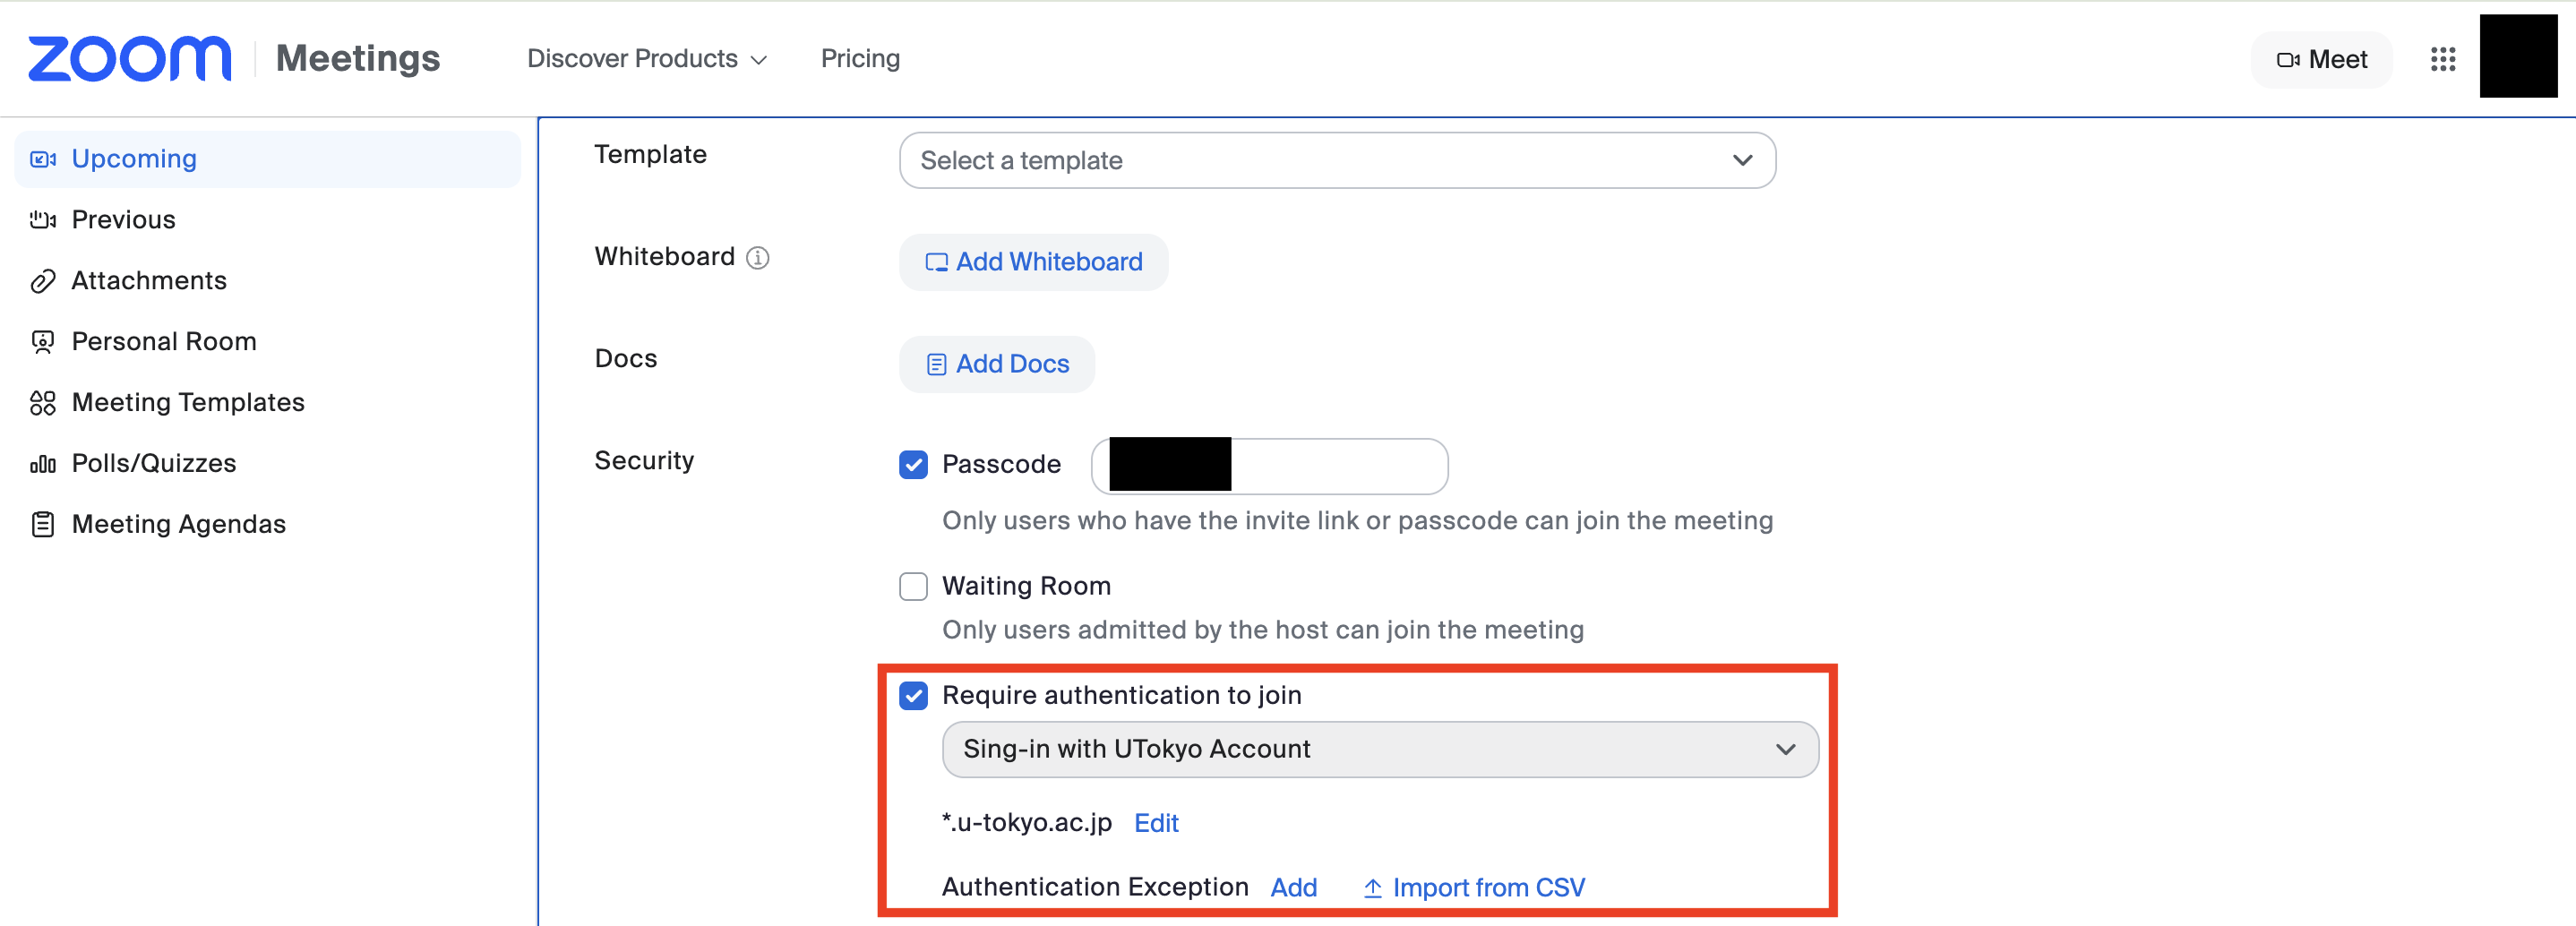 zoom Meetings Discover Products Pricing Meet
Upcoming
Previous
Attachments
Personal Room
Meeting Templates
Polls/Quizzes
Meeting Agendas
Template Select a template
Whiteboard Add Whiteboard
Docs Add Docs
Security Passcode
Only users who have the invite link or passcode can join the meeting
Waiting Room
Only users admitted by the host can join the meeting
Require authentication to join
Sing-in with UTokyo Account
*.u-tokyo.ac.jp Edit
Authentication Exception Add Import from CSV